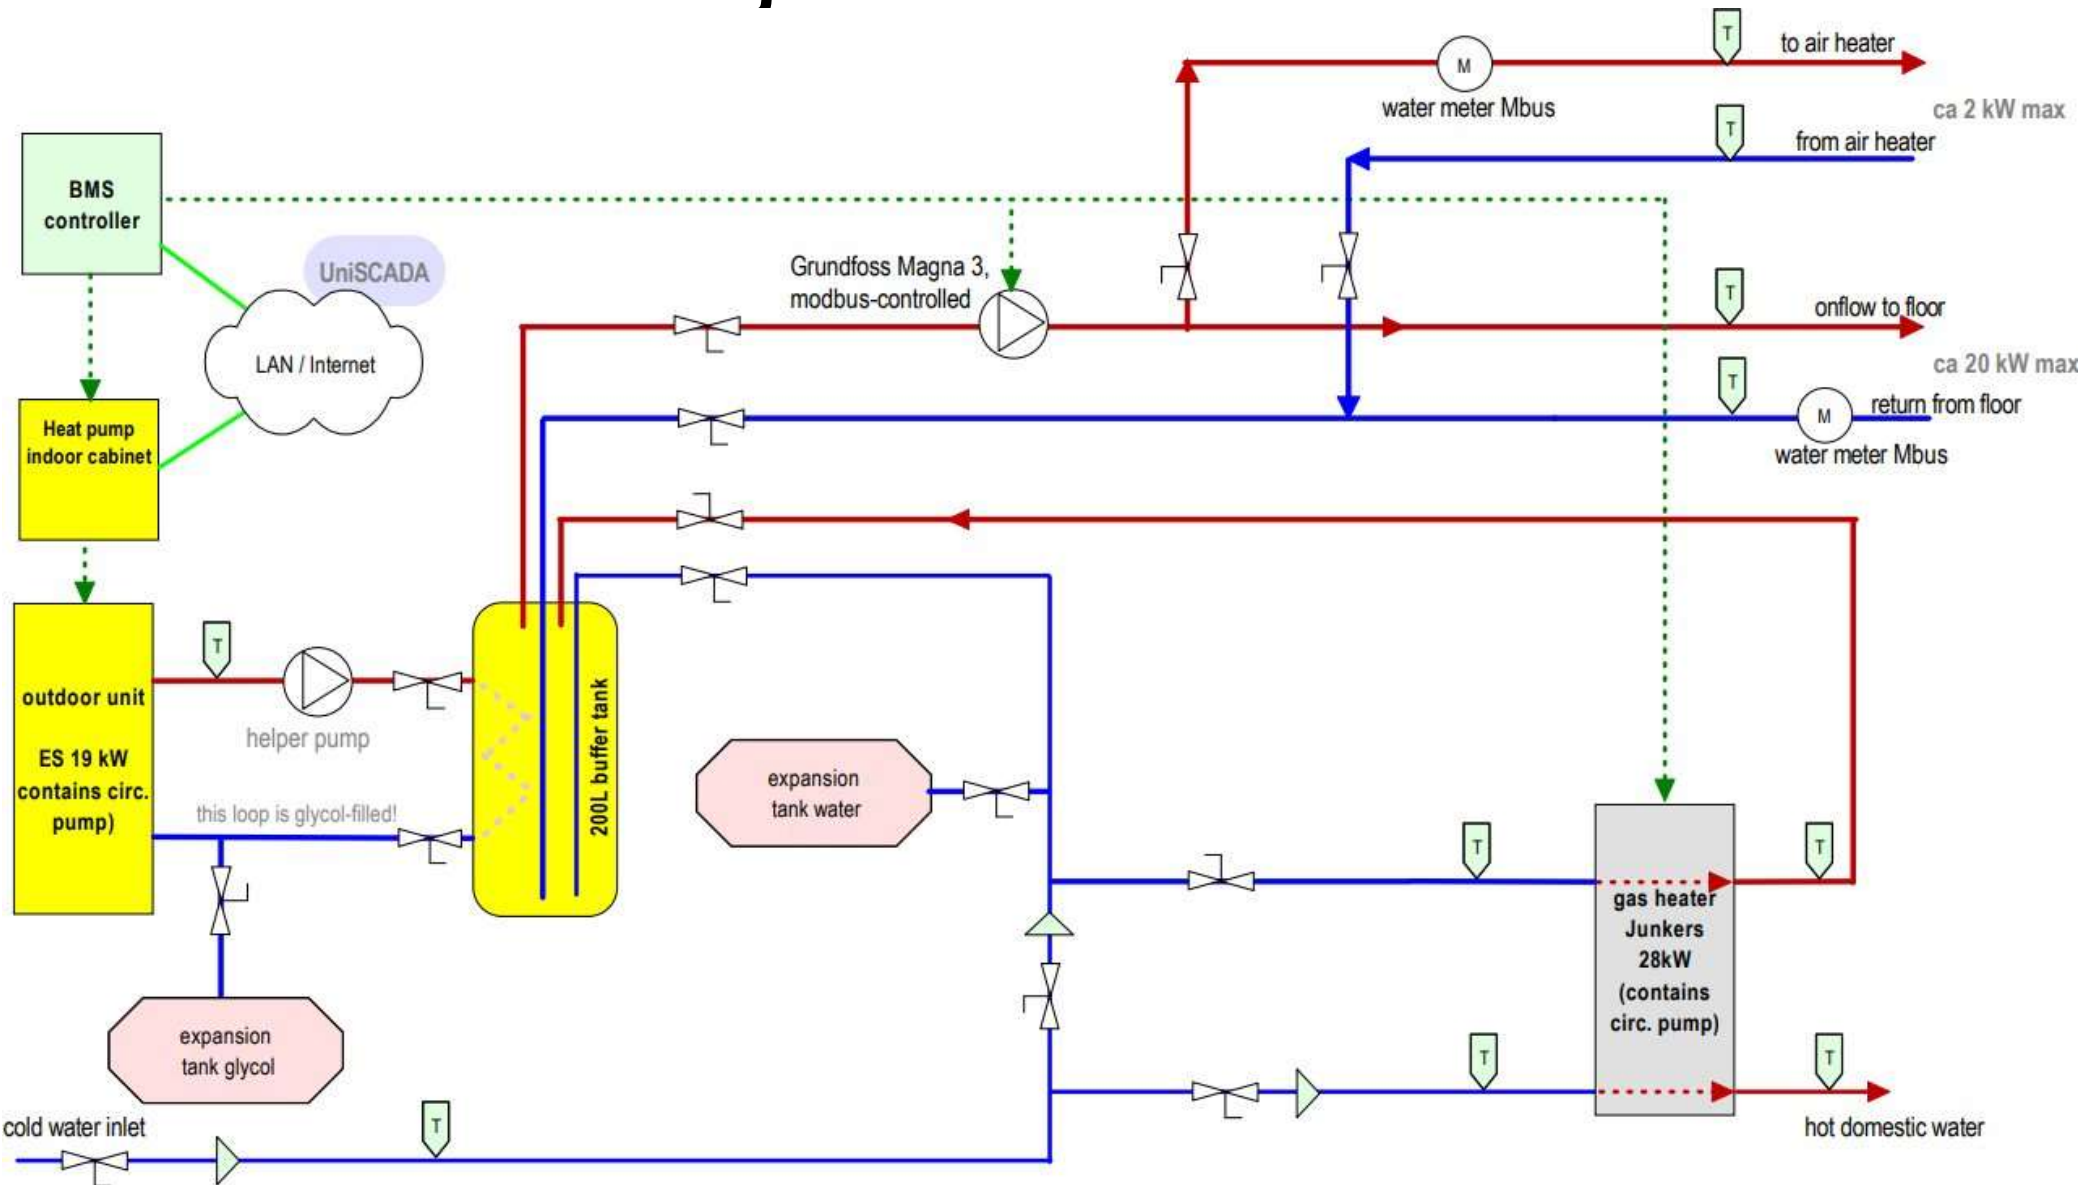 to air heater
M
T
water meter Mbus
ca 2 kW max
T
from air heater
BMS
controller
UniSCADA
Grundfoss Magna 3,
modbus-controlled
T
onflow to floor
LAN / Internet
ca 20 kW max
T
M
return from floor
water meter Mbus
Heat pump
indoor cabinet
T
outdoor unit
ES 19 kW
contains circ.
pump)
helper pump
this loop is glycol-filled!
200L buffer tank
expansion
tank water
T
T
gas heater
Junkers
28kW
(contains
circ. pump)
expansion
tank glycol
T
T
cold water inlet
T
hot domestic water